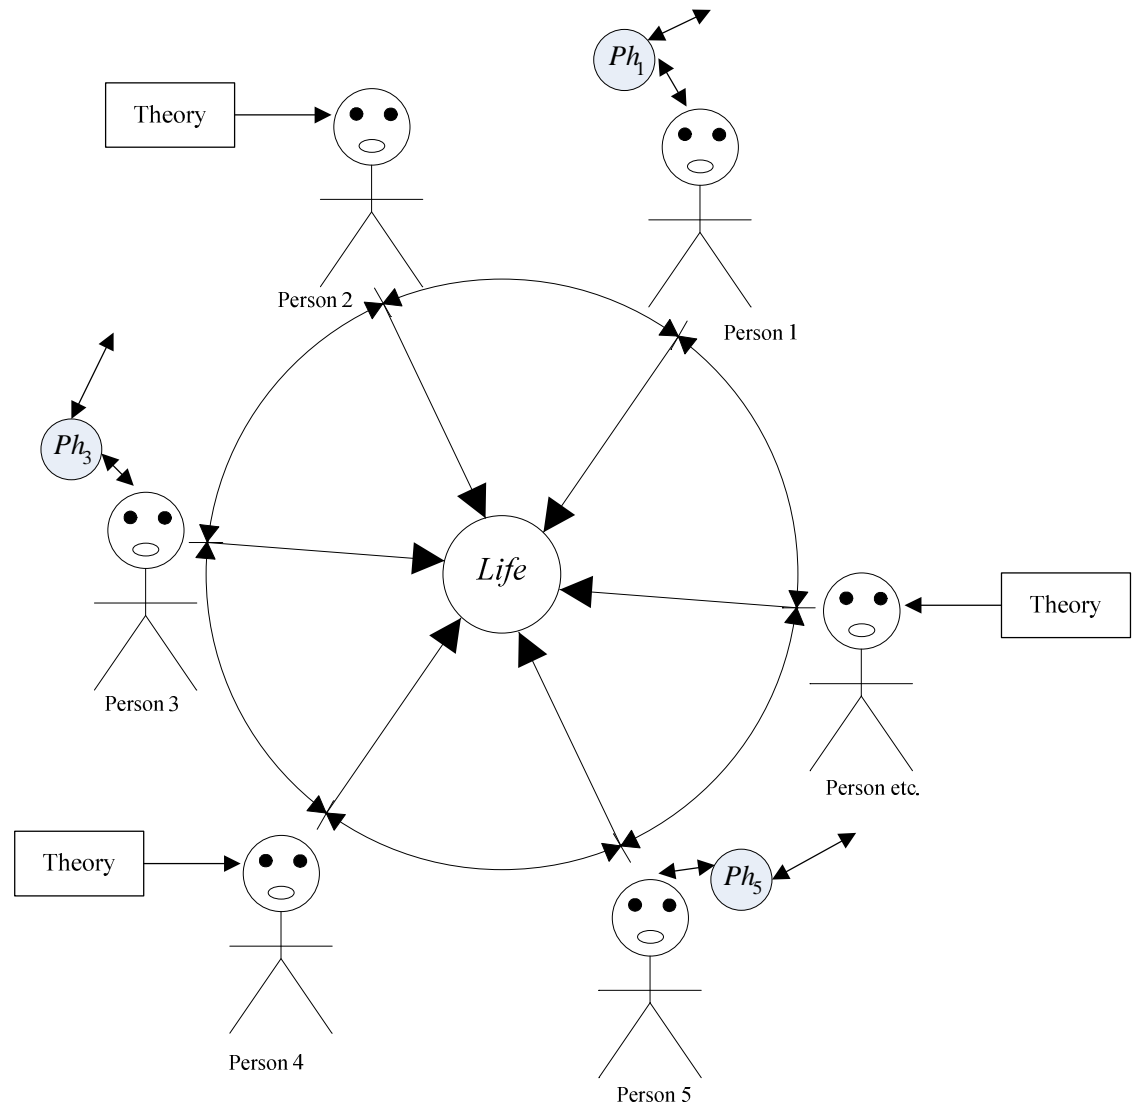 Ph1
Theory
Person 2
Person 1
Ph3
Life
Theory
Person 3
Person etc.
Theory
Ph5
Person 4
Person 5